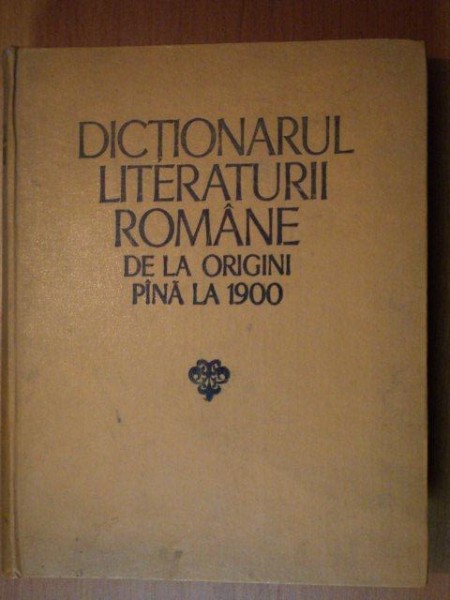 DICȚIONARUL
LITERATURII
ROMÂNE
DE LA ORIGINI
PÎNĂ LA 1900